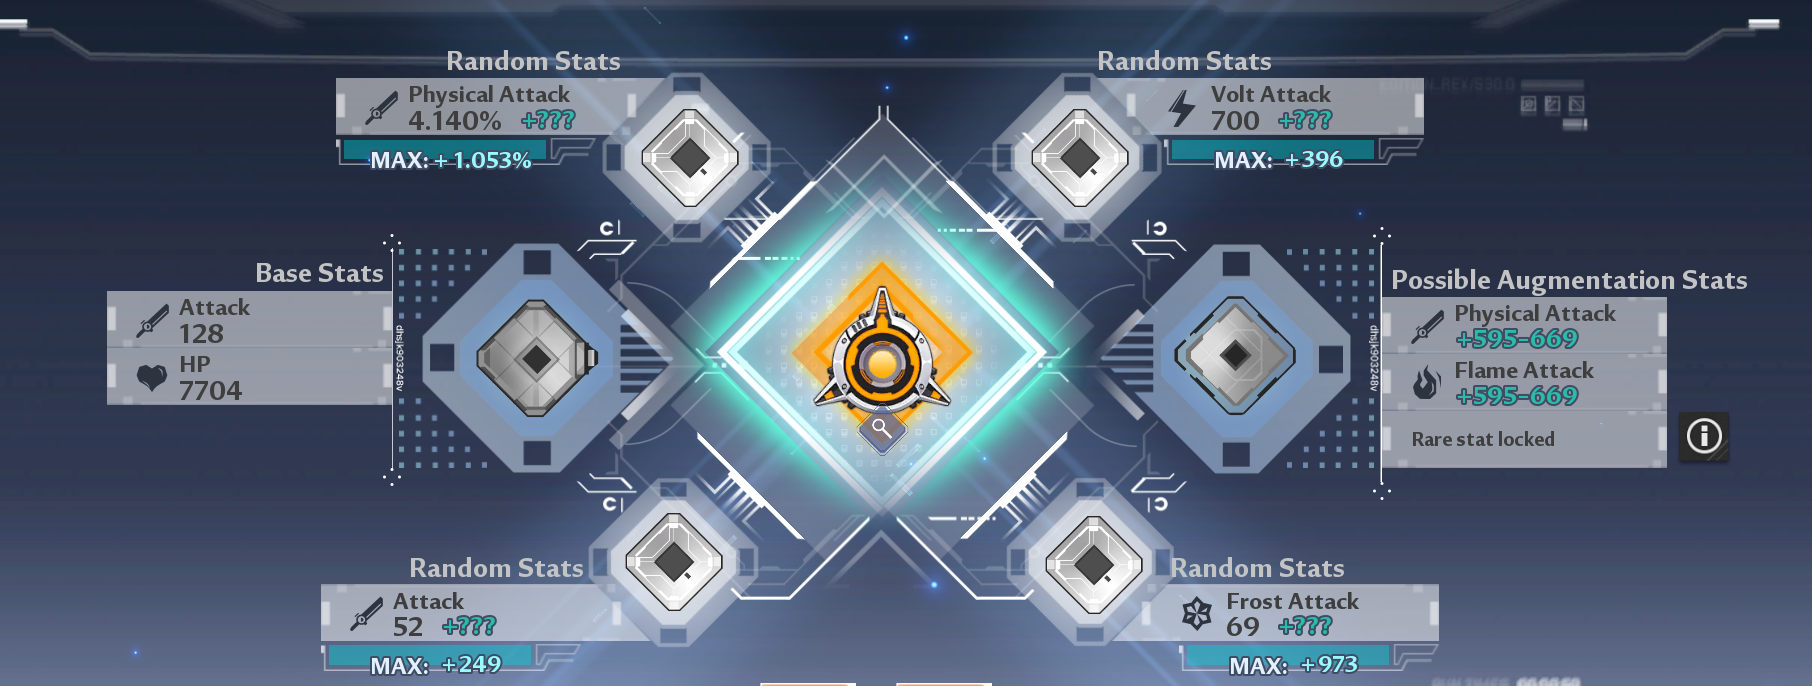 Random Stats
Physical Attack
4.140% +???
MAX: +1.053%
Random Stats
Volt Attack
700 +???
MAX: +396
Base Stats
Attack
128
HP
7704
dhsjk903248v
Possible Augmentation Stats
Physical Attack
+595-669
Flame Attack
+595-669
Rare stat locked
dhsjk903248v
Random Stats
Attack
52 +???
MAX: +249
Random Stats
Frost Attack
69 +???
MAX: +973